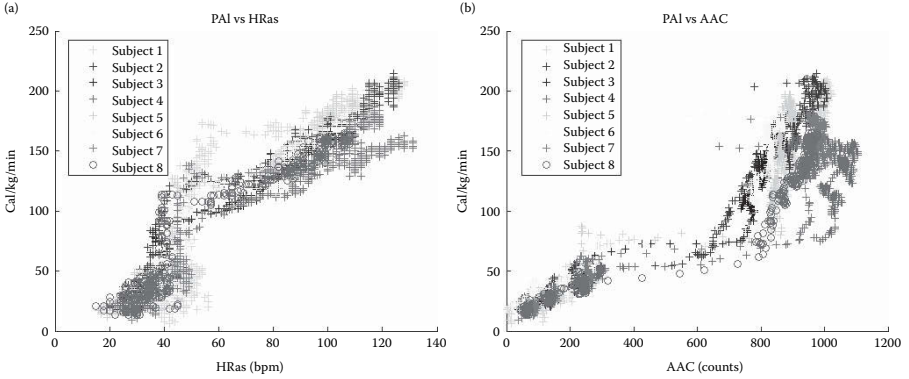 (a)
PAl vs HRas
250
200
150
100
50
0
Cal/kg/min
Subject 1
Subject 2
Subject 3
Subject 4
Subject 5
Subject 6
Subject 7
Subject 8
0 20 40 60 80 100 120 140
HRas (bpm)
(b)
PAl vs AAC
250
200
150
100
50
0
Cal/kg/min
Subject 1
Subject 2
Subject 3
Subject 4
Subject 5
Subject 6
Subject 7
Subject 8
0 200 400 600 800 1000 1200
AAC (counts)